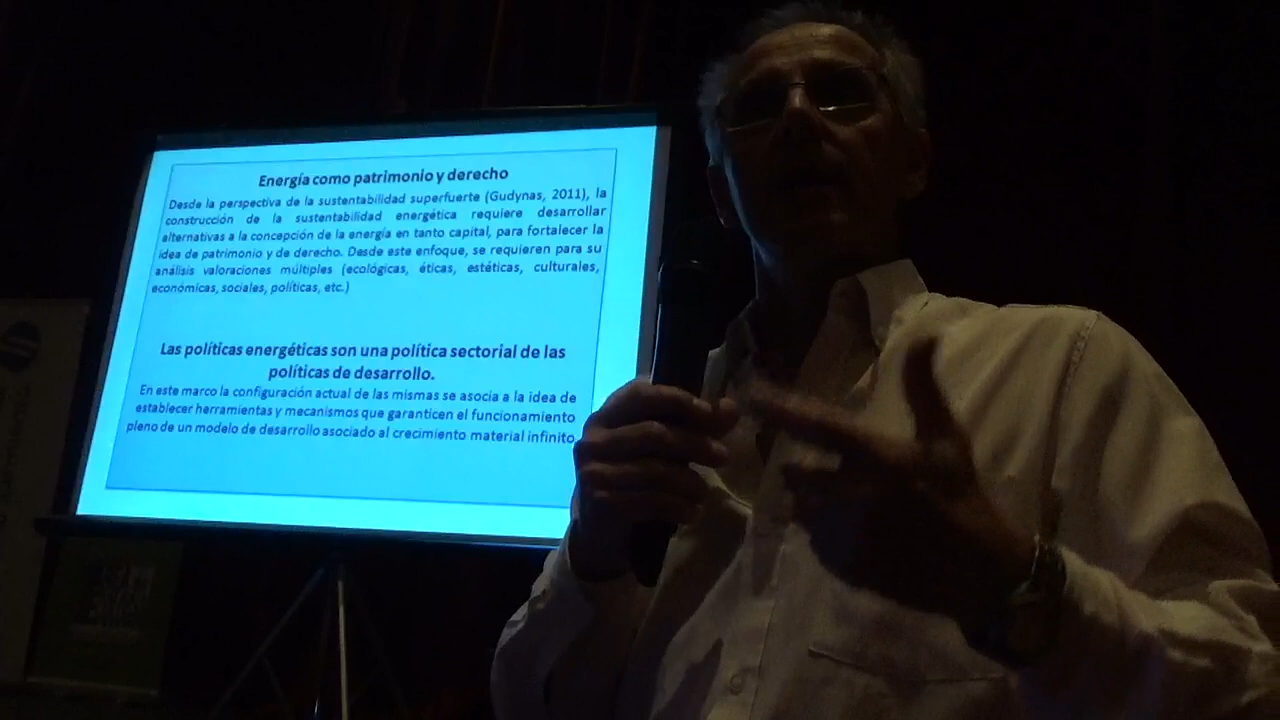 Energía como patrimonio y derecho
Desde la perspectiva de la sustentabilidad superfuerte (Gudynas, 2011), la
construcción de la sustentabilidad energética requiere desarrollar
alternativas a la concepción de la energía en tanto capital, para fortalecer la
idea de patrimonio y de derecho. Desde este enfoque, se requieren para su
análisis valoraciones múltiples (ecológicas, éticas, estéticas, culturales,
económicas, sociales, políticas, etc.)
Las políticas energéticas son una política sectorial de las
políticas de desarrollo.
En este marco la configuración actual de las mismas se asocia a la idea de
establecer herramientas y mecanismos que garanticen el funcionamiento
pleno de un modelo de desarrollo asociado al crecimiento material infinito